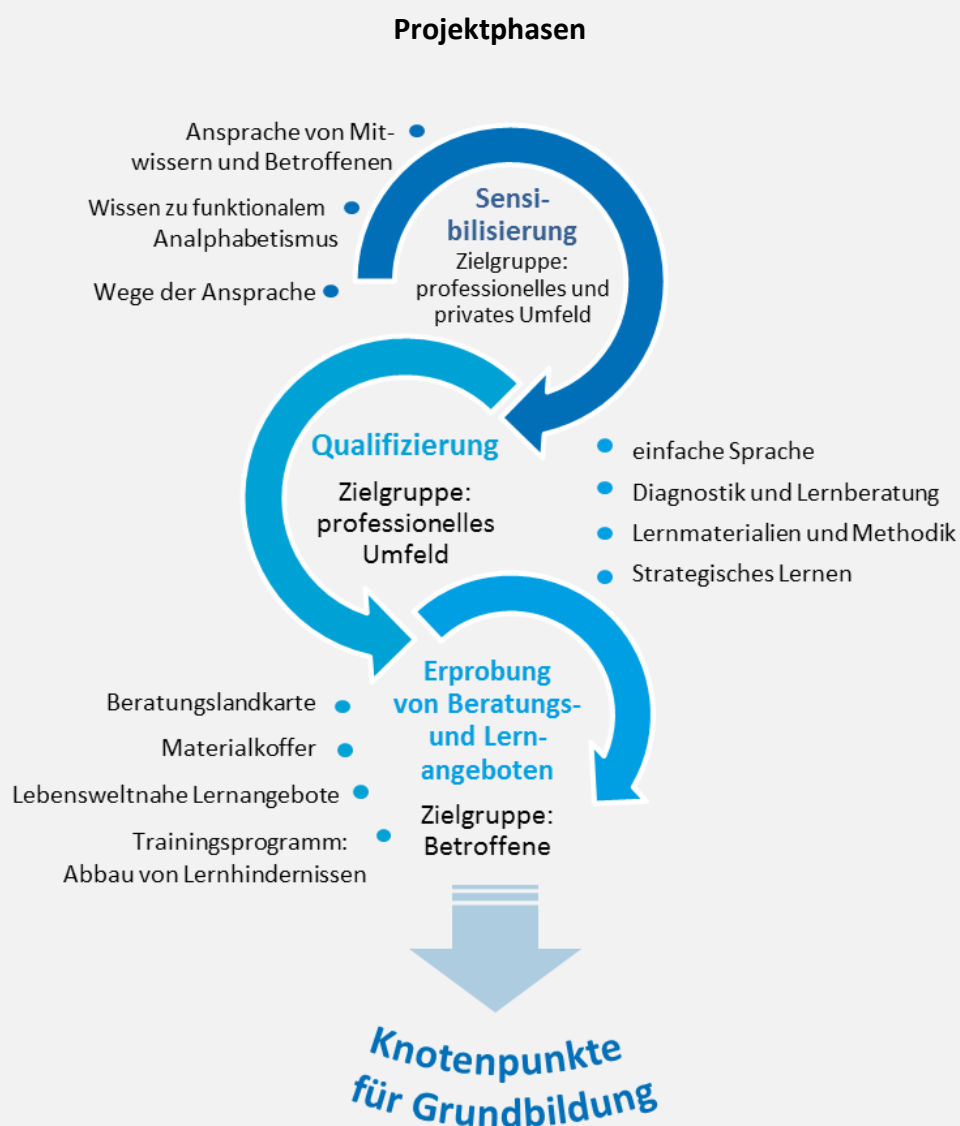 Projektphasen
Ansprache von Mit-
wissern und Betroffenen
Wissen zu funktionalem
Analphabetismus
Wege der Ansprache
Sensi-
bilisierung
Zielgruppe:
professionelles und
privates Umfeld
Qualifizierung
Zielgruppe:
professionelles
Umfeld
einfache Sprache
Diagnostik und Lernberatung
Lernmaterialien und Methodik
Strategisches Lernen
Beratungslandkarte
Materialkoffer
Lebensweltnahe Lernangebote
Trainingsprogramm:
Abbau von Lernhindernissen
Erprobung
von Beratungs-
und Lern-
angeboten
Zielgruppe:
Betroffene
Knotenpunkte
für Grundbildung